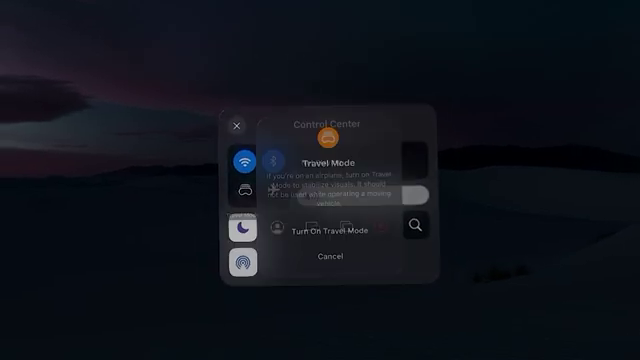 Control Center
Travel Mode
If you're on an airplane, turn on Travel
Mode to stabilize visuals. It should
not be used while operating a moving
vehicle.
Turn On Travel Mode
Cancel